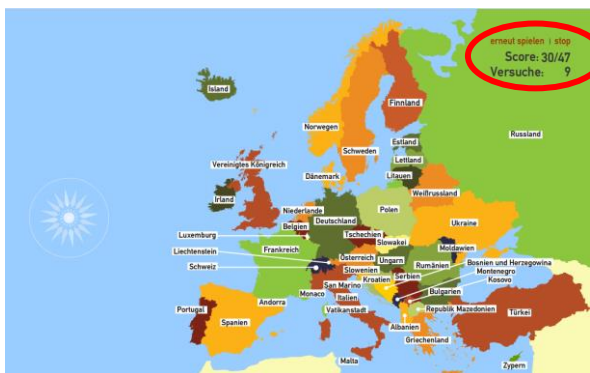 erneut spielen | stop
Score: 30/47
Versuche: 9
Island
Finnland
Russland
Norwegen
Schweden
Estland
Lettland
Litauen
Vereinigtes Königreich
Dänemark
Weißrussland
Irland
Niederlande
Polen
Deutschland
Belgien
Ukraine
Luxemburg
Tschechien
Slowakei
Liechtenstein
Frankreich
Moldawien
Österreich
Ungarn
Schweiz
Slowenien
Rumänien
Bosnien und Herzegowina
Kroatien
Serbien
Montenegro
San Marino
Kosovo
Monaco
Bulgarien
Andorra
Italien
Portugal
Vatikanstadt
Republik Mazedonien
Spanien
Türkei
Albanien
Griechenland
Malta
Zypern